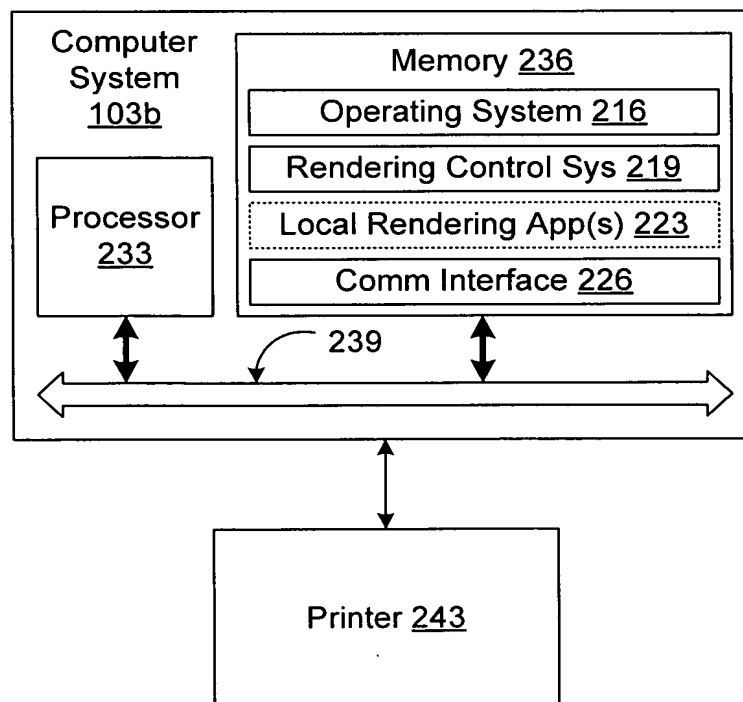 Computer
System
103b
Memory 236
Operating System 216
Rendering Control Sys 219
Local Rendering App(s) 223
Comm Interface 226
Processor
233
239
Printer 243